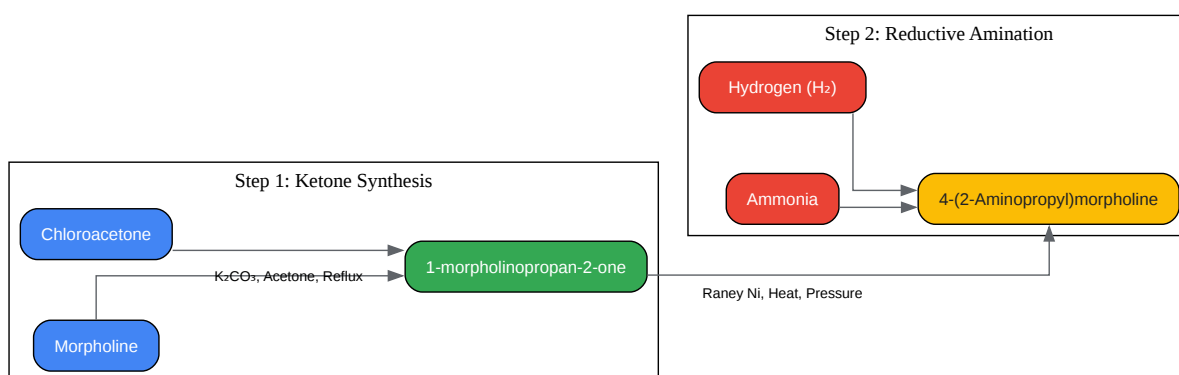 Step 2: Reductive Amination
Hydrogen (H₂)
Ammonia
4-(2-Aminopropyl)morpholine
Step 1: Ketone Synthesis
Chloroacetone
K₂CO₃, Acetone, Reflux
1-morpholinopropan-2-one
Morpholine
Raney Ni, Heat, Pressure